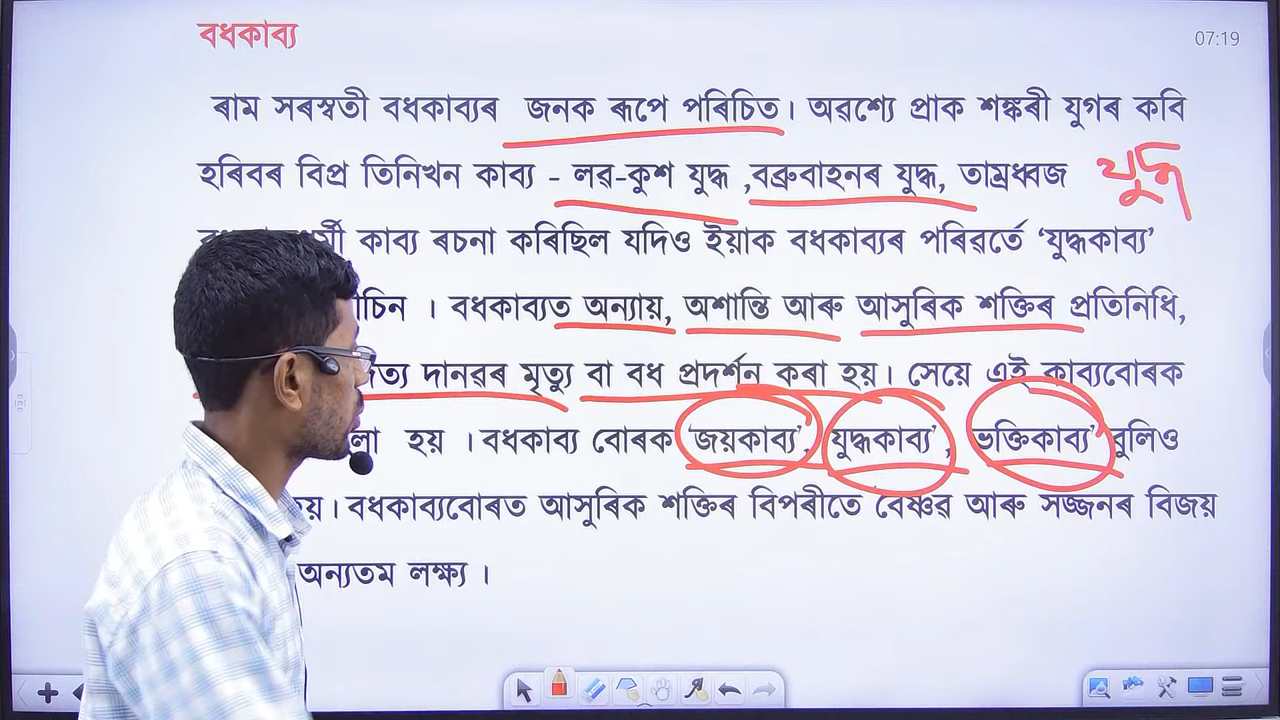 বধকাব্য
07:19
ৰাম সৰস্বতী বধকাব্যৰ জনক ৰূপে পৰিচিত। অৱশ্যে প্ৰাক শঙ্কৰী যুগৰ কবি
হৰিবৰ বিপ্ৰ তিনিখন কাব্য - লৱ-কুশ যুদ্ধ ,বব্ৰুবাহনৰ যুদ্ধ, তাম্ৰধ্বজ যুদ্ধ
কাব্য ৰচনা কৰিছিল যদিও ইয়াক বধকাব্যৰ পৰিৱৰ্তে ‘যুদ্ধকাব্য’
। বধকাব্যত অন্যায়, অশান্তি আৰু আসুৰিক শক্তিৰ প্ৰতিনিধি,
দানৱৰ মৃত্যু বা বধ প্ৰদৰ্শন কৰা হয়। সেয়ে এই কাব্যবোৰক
হয় । বধকাব্য বোৰক ‘জয়কাব্য’, যুদ্ধকাব্য’, ভক্তিকাব্য’ বুলিও
। বধকাব্যবোৰত আসুৰিক শক্তিৰ বিপৰীতে বৈষ্ণৱ আৰু সজ্জনৰ বিজয়
অন্যতম লক্ষ্য ।